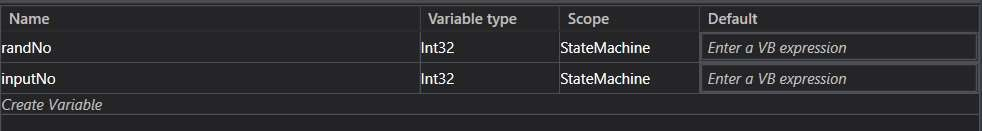 Name Variable type Scope Default
randNo Int32 StateMachine Enter a VB expression
inputNo Int32 StateMachine Enter a VB expression
Create Variable